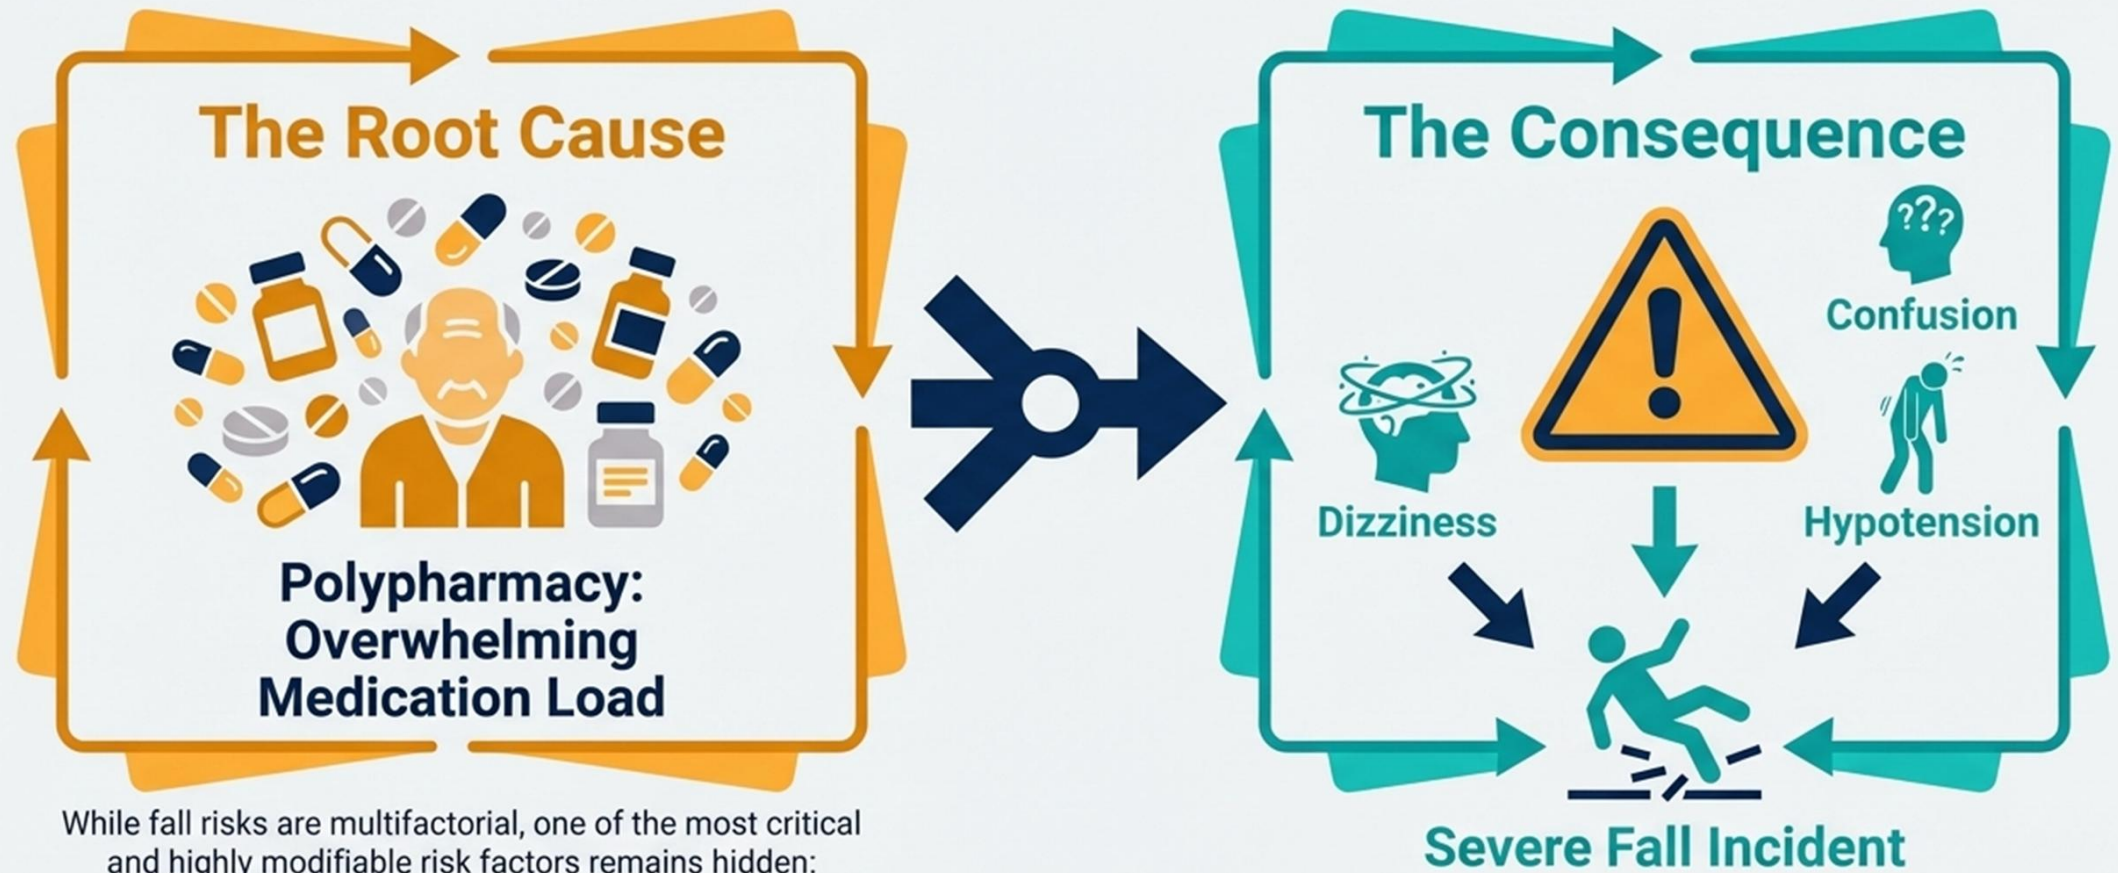 The Root Cause
Polypharmacy:
Overwhelming
Medication Load
While fall risks are multifactorial, one of the most critical
and highly modifiable risk factors remains hidden:
The Consequence
???
Confusion
Dizziness
Hypotension
Severe Fall Incident